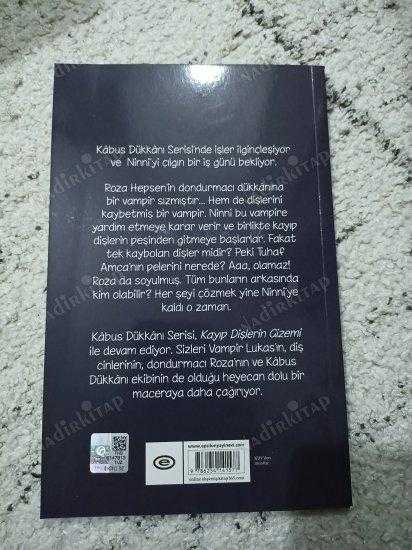 Kâbus Dükkânı Serisi'nde işler ilginçleşiyor
ve Ninni'yi çılgın bir iş günü bekliyor.
Roza Hepsen'in dondurmacı dükkânına
bir vampir sızmıştır... Hem de dişlerini
kaybetmiş bir vampir. Ninni bu vampire
yardım etmeye karar verir ve birlikte kayıp
dişlerin peşinden gitmeye başlarlar. Fakat
tek kaybolan dişler midir? Peki Tuhaf
Amca'nın pelerini nerede? Aaa, olamaz!
Roza da soyulmuş. Tüm bunların arkasında
kim olabilir? Her şeyi çözmek yine Ninni'ye
kaldı o zaman.
Kâbus Dükkânı Serisi, Kayıp Dişlerin Gizemi
ile devam ediyor. Sizleri Vampir Lukas'ın, diş
cinlerinin, dondurmacı Roza'nın ve Kâbus
Dükkânı ekibinin de olduğu heyecan dolu bir
maceraya daha çağırıyor.
www.epsilonyayinevi.com
nadirkitap